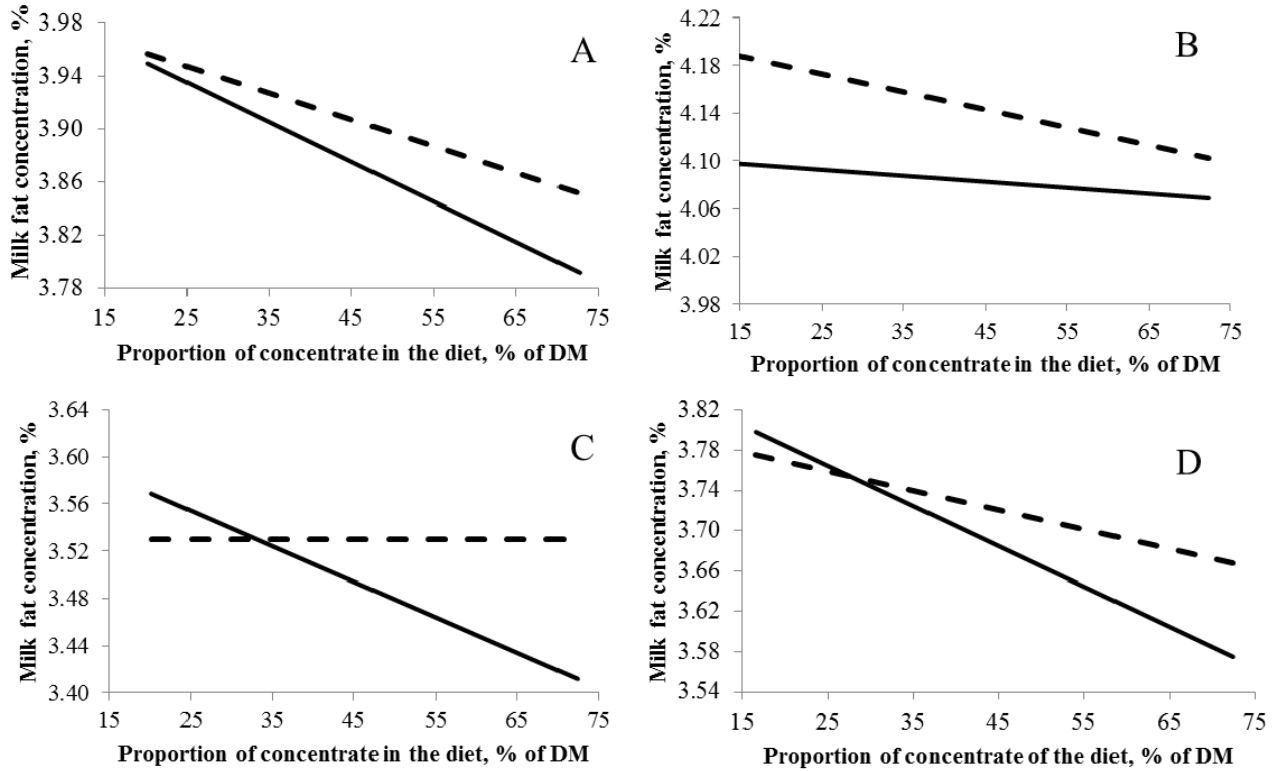 A
Milk fat concentration, %
3.98
3.94
3.90
3.86
3.82
3.78
15 25 35 45 55 65 75
Proportion of concentrate in the diet, % of DM
B
Milk fat concentration, %
4.22
4.18
4.14
4.10
4.06
4.02
3.98
15 25 35 45 55 65 75
Proportion of concentrate in the diet, % of DM
C
Milk fat concentration, %
3.64
3.60
3.56
3.52
3.48
3.44
3.40
15 25 35 45 55 65 75
Proportion of concentrate in the diet, % of DM
D
Milk fat concentration, %
3.82
3.78
3.74
3.70
3.66
3.62
3.58
3.54
15 25 35 45 55 65 75
Proportion of concentrate of the diet, % of DM